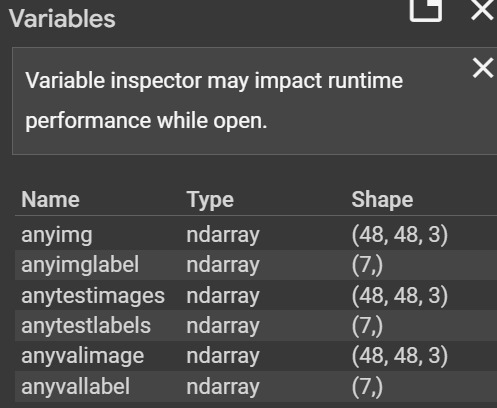 Variables
Variable inspector may impact runtime
performance while open.
Name Type Shape
anyimg ndarray (48, 48, 3)
anyimglabel ndarray (7,)
anytestimages ndarray (48, 48, 3)
anytestlabels ndarray (7,)
anyvalimage ndarray (48, 48, 3)
anyvallabel ndarray (7,)